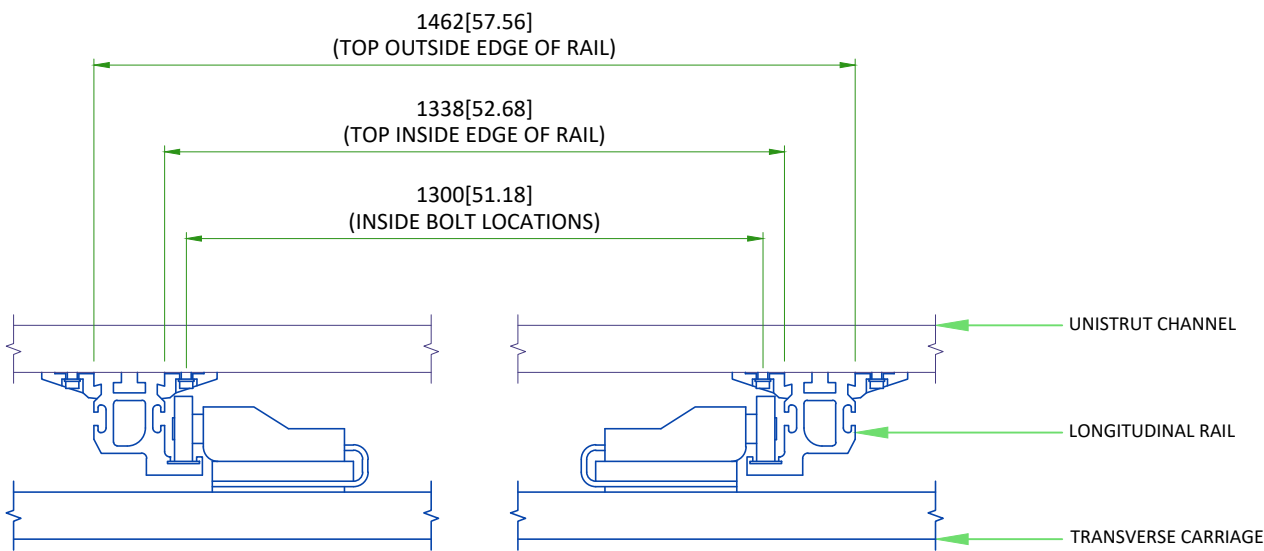 1462[57.56]
(TOP OUTSIDE EDGE OF RAIL)
1338[52.68]
(TOP INSIDE EDGE OF RAIL)
1300[51.18]
(INSIDE BOLT LOCATIONS)
UNISTRUT CHANNEL
LONGITUDINAL RAIL
TRANSVERSE CARRIAGE